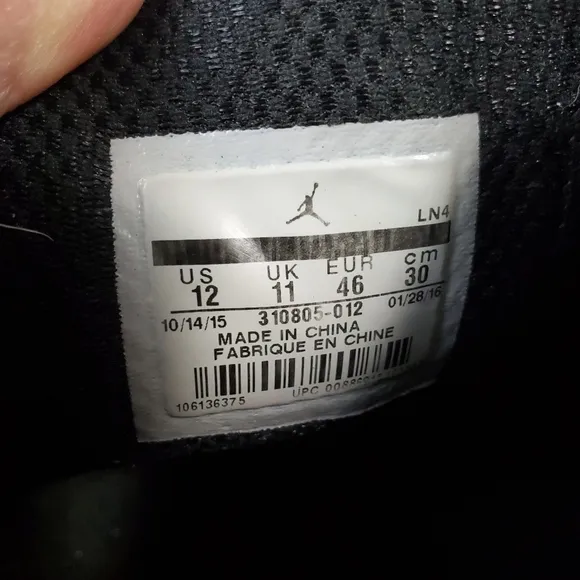 LN4
US UK EUR cm
12 11 46 30
10/14/15 310805-012 01/28/16
MADE IN CHINA
FABRIQUE EN CHINE
106136375 UPC